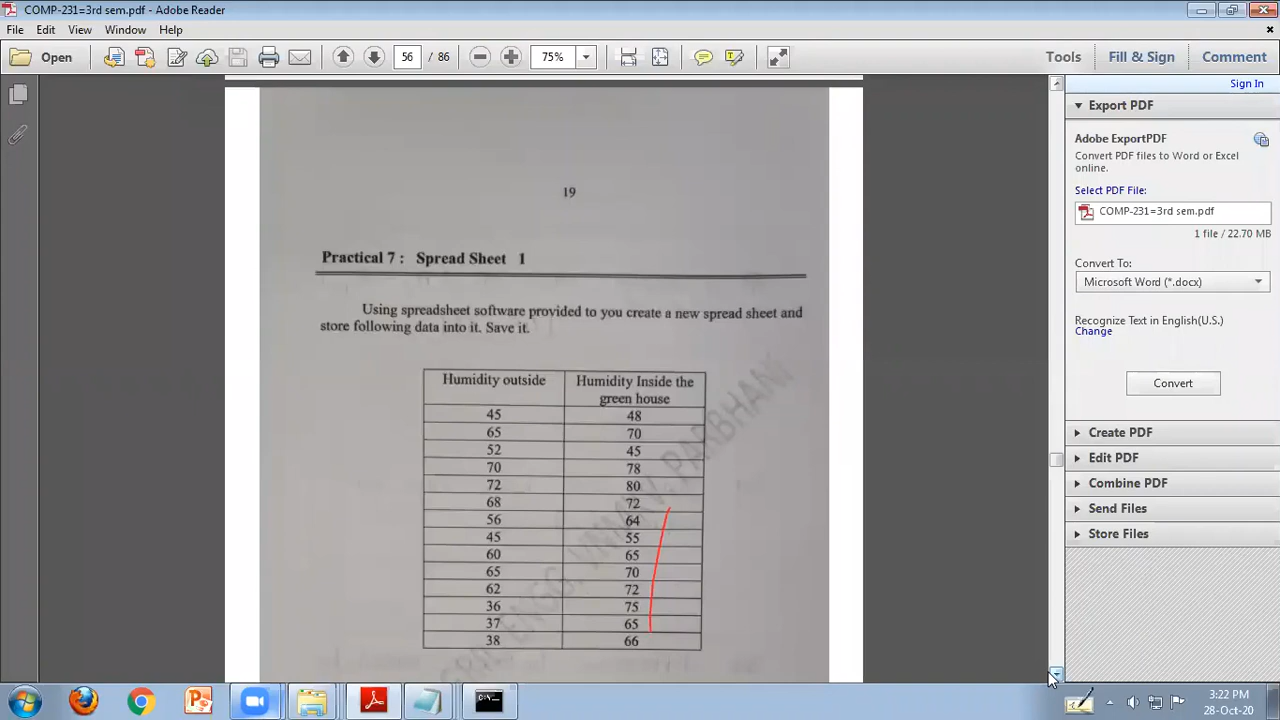 COMP-231=3rd sem.pdf - Adobe Reader
File Edit View Window Help
Open 56 / 86 75% Tools Fill & Sign Comment
Sign In
Export PDF
Adobe ExportPDF
Convert PDF files to Word or Excel
online.
Select PDF File:
COMP-231=3rd sem.pdf
1 file / 22.70 MB
Convert To:
Microsoft Word (*.docx)
Recognize Text in English(U.S.)
Change
Convert
Create PDF
Edit PDF
Combine PDF
Send Files
Store Files
19
Practical 7 : Spread Sheet 1
Using spreadsheet software provided to you create a new spread sheet and
store following data into it. Save it.
Humidity outside Humidity Inside the
green house
45 48
65 70
52 45
70 78
72 80
68 72
56 64
45 55
60 65
65 70
62 72
36 75
37 65
38 66
PARBHANI
3:22 PM
28-Oct-20